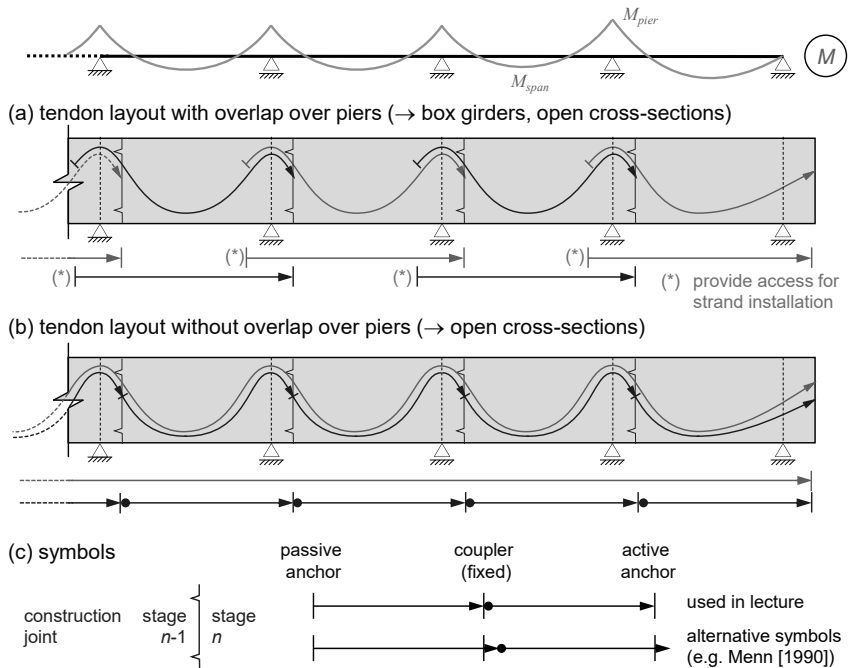 M_pier
M
M_span
(a) tendon layout with overlap over piers (→ box girders, open cross-sections)
(*) (*) (*) (*) (*) provide access for
strand installation
(b) tendon layout without overlap over piers (→ open cross-sections)
(c) symbols
passive
anchor
coupler
(fixed)
active
anchor
construction
joint
stage
n-1
stage
n
used in lecture
alternative symbols
(e.g. Menn [1990])